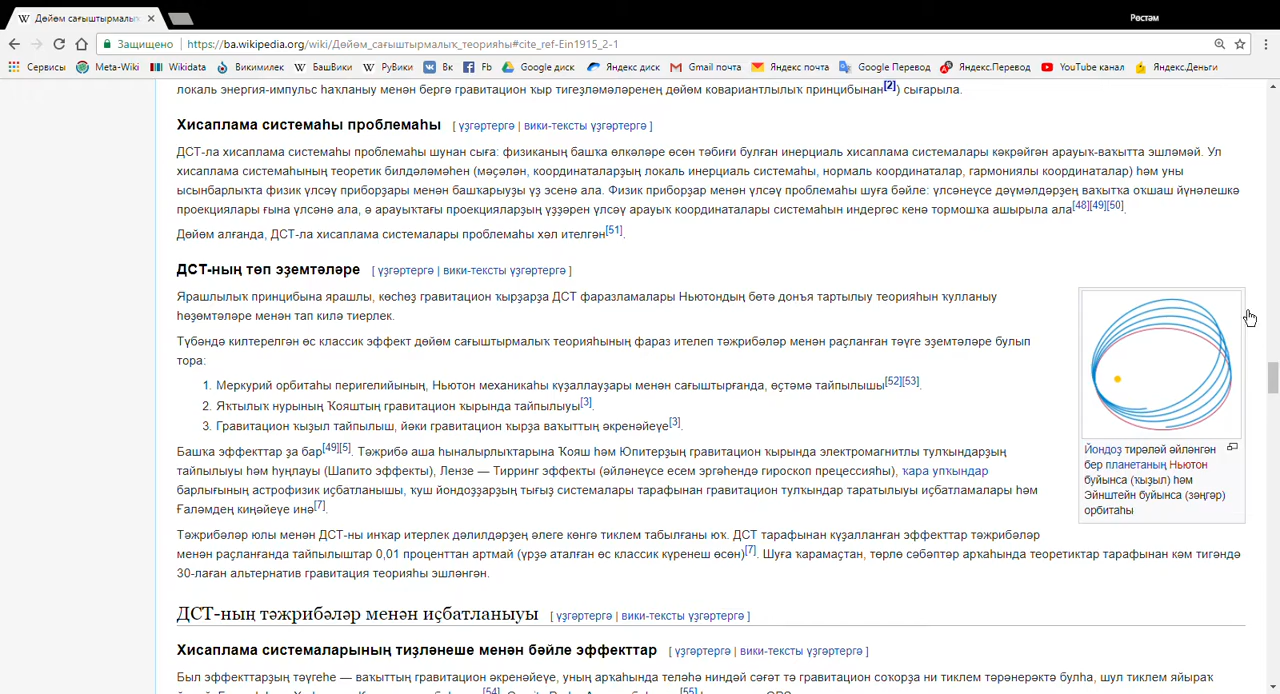 Рөстәм
Дөйөм сағыштырмалыҡ
Защищено
https://ba.wikipedia.org/wiki/Дөйөм_сағыштырмалыҡ_теорияһы#cite_ref-Ein1915_2-1
Сервисы Meta-Wiki Wikidata Викимилек БашВики РуВики Вк Fb Google диск Яндекс диск Gmail почта Яндекс почта Google Перевод Яндекс.Перевод YouTube канал Яндекс.Деньги
локаль энергия-импульс һаҡланыу менән бергә гравитацион ҡыр тигеҙләмәләренең дөйөм ковариантлылыҡ принцибынан[2]) сығарыла.
Хисаплама системаһы проблемаһы [ үҙгәртергә | вики-тексты үҙгәртергә ]
ДСТ-ла хисаплама системаһы проблемаһы шунан сыға: физиканың башҡа өлкәләре өсөн тәбиғи булған инерциаль хисаплама системалары кәкрәйгән арауыҡ-ваҡытта эшләмәй. Ул
хисаплама системаһының теоретик билдәләмәһен (мәҫәлән, координаталарҙың локаль инерциаль системаһы, нормаль координаталар, гармониялы координаталар) һәм уны
ысынбарлыҡта физик үлсәү приборҙары менән башҡарыуҙы үҙ эсенә ала. Физик приборҙар менән үлсәү проблемаһы шуға бәйле: үлсәнеүсе дәүмәлдәрҙең ваҡытҡа оҡшаш йүнәлешкә
проекциялары ғына үлсәнә ала, ә арауыҡтағы проекцияларҙың үҙҙәрен үлсәү арауыҡ координаталары системаһын индергәс кенә тормошҡа ашырыла ала[48][49][50].
Дөйөм алғанда, ДСТ-ла хисаплама системалары проблемаһы хәл ителгән[51].
ДСТ-ның төп эҙемтәләре [ үҙгәртергә | вики-тексты үҙгәртергә ]
Ярашлылыҡ принцибына ярашлы, көсһөҙ гравитацион ҡырҙарҙа ДСТ фаразламалары Ньютондың бөтә донъя тартылыу теорияһын ҡулланыу
һөҙөмтәләре менән тап килә тиерлек.
Түбәндә килтерелгән өс классик эффект дөйөм сағыштырмалыҡ теорияһының фараз ителеп тәжрибәләр менән раҫланған тәүге эҙемтәләре булып
тора:
1. Меркурий орбитаһы перигелийының, Ньютон механикаһы күҙаллауҙары менән сағыштырғанда, өҫтәмә тайпылышы[52][53].
2. Яҡтылыҡ нурының Ҡояштың гравитацион ҡырында тайпылыуы[3].
3. Гравитацион ҡыҙыл тайпылыш, йәки гравитацион ҡырҙа ваҡыттың әкренәйеүе[3].
Башҡа эффекттар ҙа бар[49][5]. Тәжрибә аша һыналырлыҡтарына Ҡояш һәм Юпитерҙың гравитацион ҡырында электромагнитлы тулҡындарҙың
тайпылыуы һәм һуңлауы (Шапито эффекты), Лензе — Тирринг эффекты (әйләнеүсе есем эргәһендә гироскоп прецессияһы), ҡара упҡындар
барлығының астрофизик иҫбатланышы, ҡуш йондоҙҙарҙың тығыҙ системалары тарафынан гравитацион тулҡындар таратылыуы иҫбатламалары һәм
Ғаләмдең киңәйеүе инә[7].
Тәжрибәләр юлы менән ДСТ-ны инҡар итерлек дәлилдәрҙең әлеге көнгә тиклем табылғаны юҡ. ДСТ тарафынан күҙалланған эффекттар тәжрибәләр
менән раҫланғанда тайпылыштар 0,01 проценттан артмай (үрҙә аталған өс классик күренеш өсөн)[7]. Шуға ҡарамаҫтан, төрлө сәбәптәр арҡаһында теоретиктар тарафынан кәм тигәндә
30-лаған альтернатив гравитация теорияһы эшләнгән.
Йондоҙ тирәләй әйләнгән
бер планетаның Ньютон
буйынса (ҡыҙыл) һәм
Эйнштейн буйынса (зәңгәр)
орбитаһы
ДСТ-ның тәжрибәләр менән иҫбатланыуы [ үҙгәртергә | вики-тексты үҙгәртергә ]
Хисаплама системаларының тиҙләнеше менән бәйле эффекттар [ үҙгәртергә | вики-тексты үҙгәртергә ]
Был эффекттарҙың тәүгеһе — ваҡыттың гравитацион әкренәйеүе, уның арҡаһында теләһә ниндәй сәғәт тә гравитацион соҡорҙа ни тиклем тәрәнерәктә булһа, шул тиклем яйыраҡ